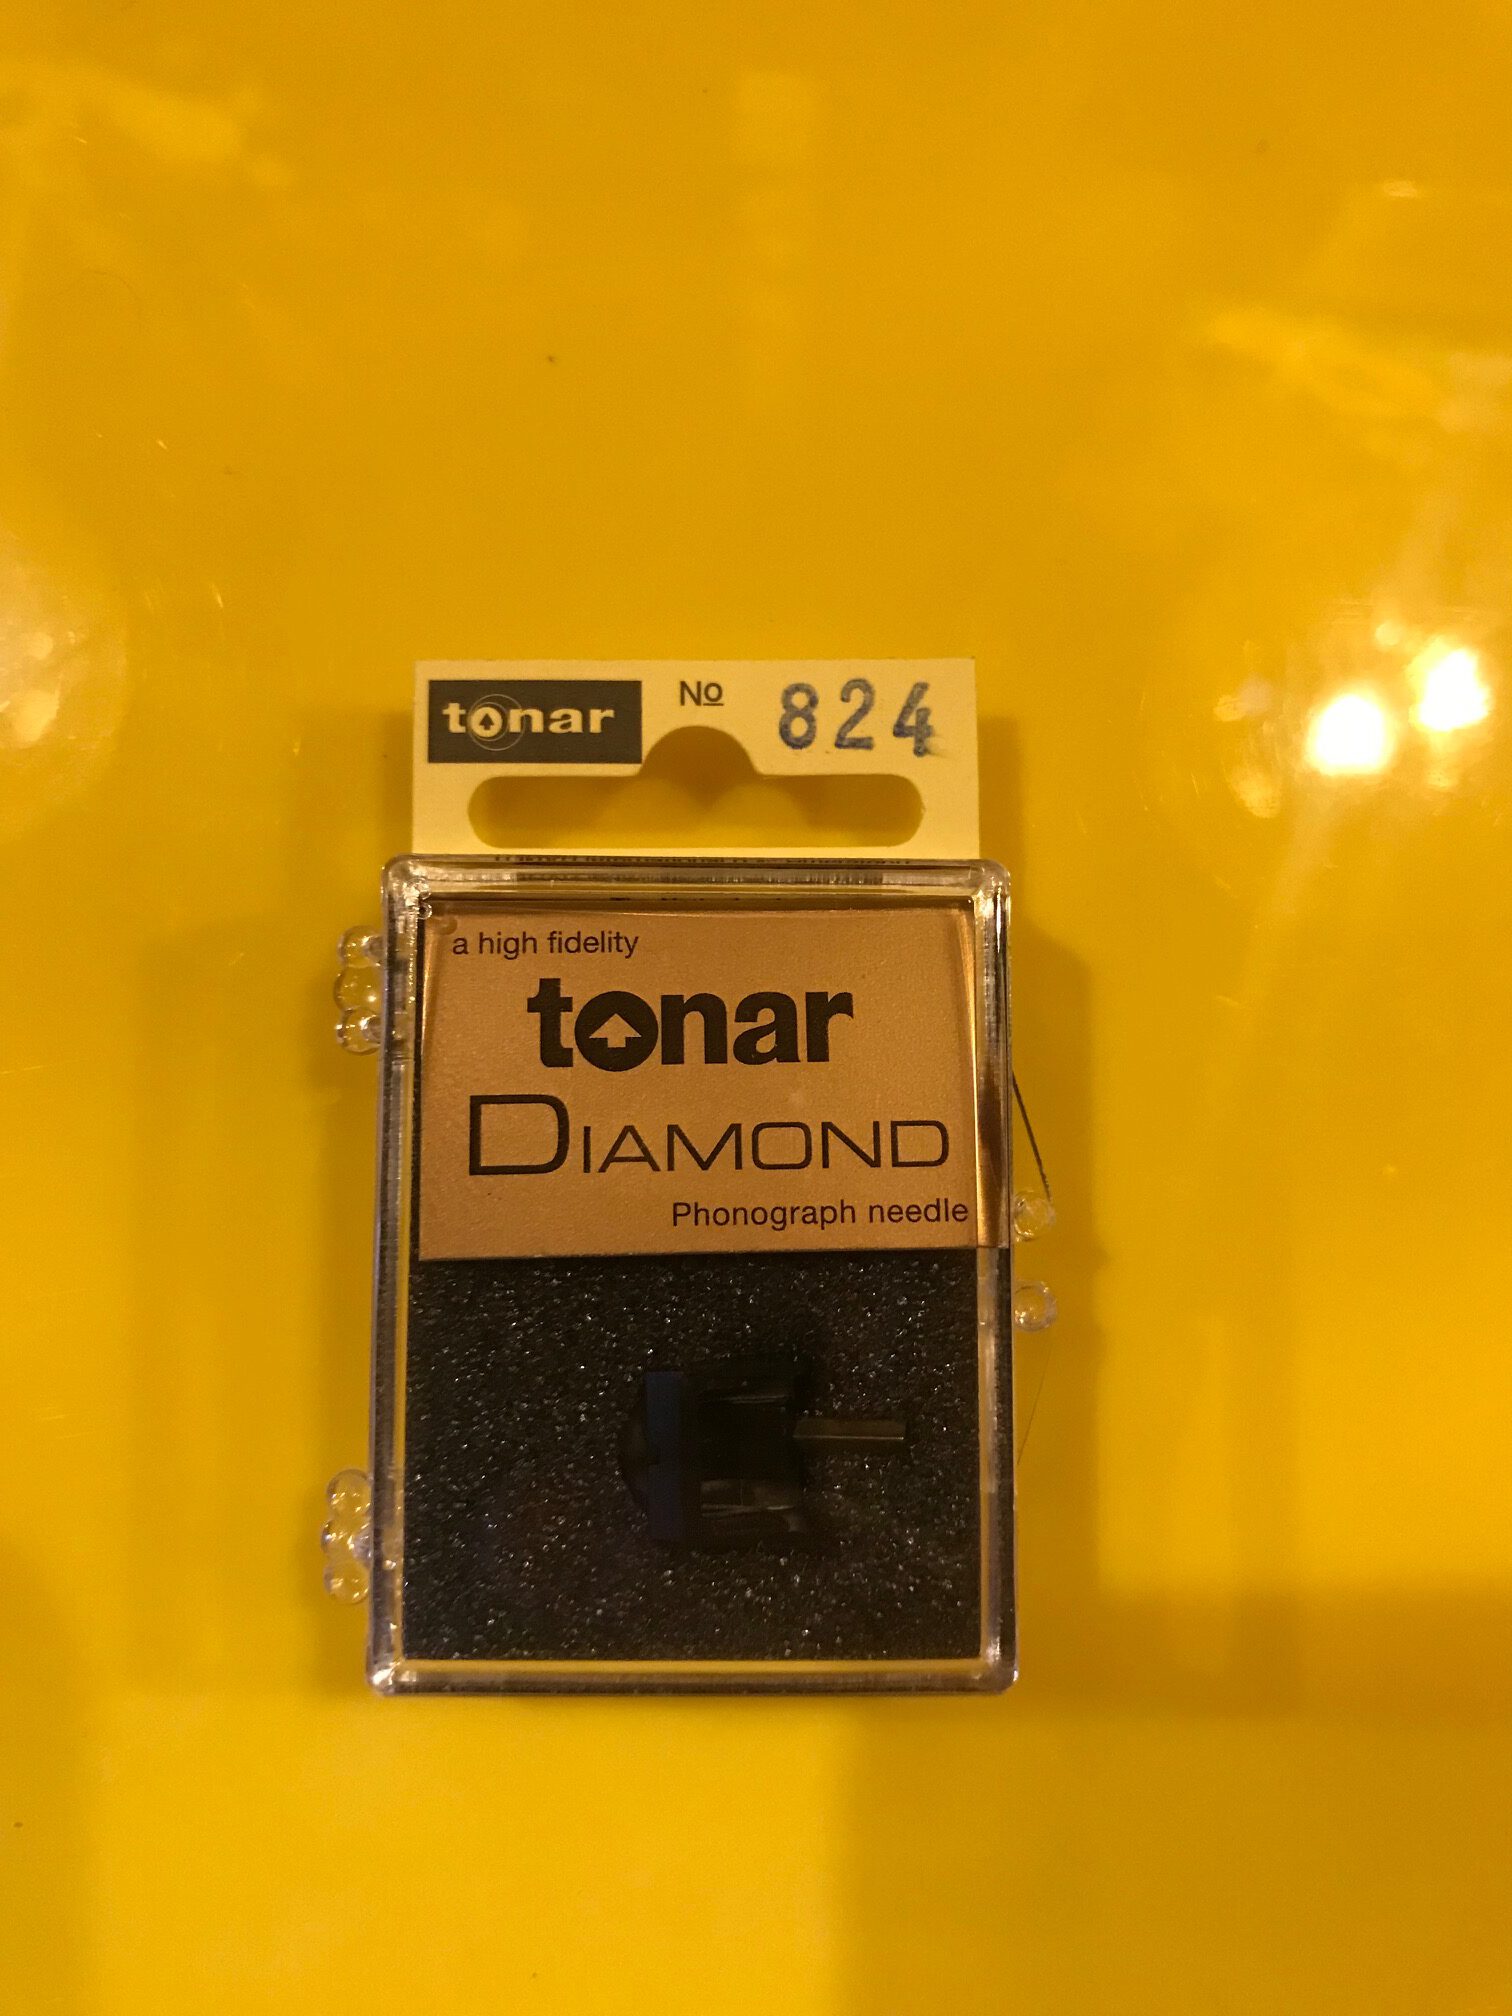 tonar
No 824
a high fidelity
tonar
DIAMOND
Phonograph needle